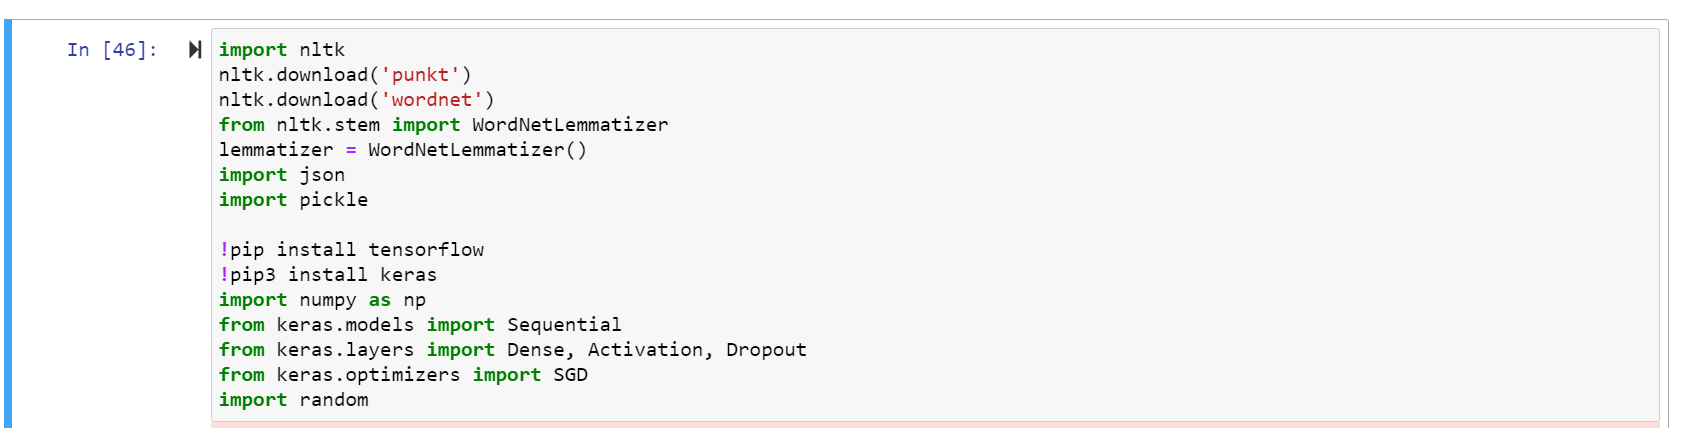 In [46]:
import nltk
nltk.download('punkt')
nltk.download('wordnet')
from nltk.stem import WordNetLemmatizer
lemmatizer = WordNetLemmatizer()
import json
import pickle
!pip install tensorflow
!pip3 install keras
import numpy as np
from keras.models import Sequential
from keras.layers import Dense, Activation, Dropout
from keras.optimizers import SGD
import random